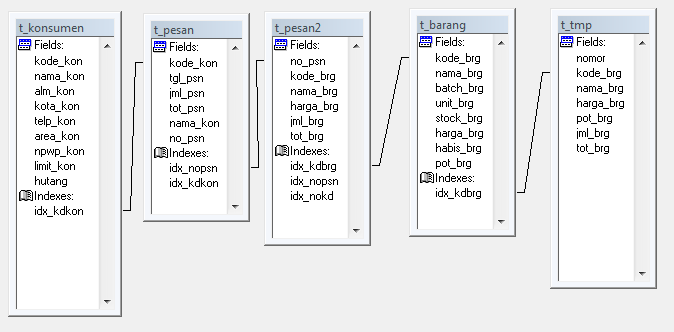 t_konsumen
Fields:
kode_kon
nama_kon
alm_kon
kota_kon
telp_kon
area_kon
npwp_kon
limit_kon
hutang
Indexes:
idx_kdkon
t_pesan
Fields:
kode_kon
tgl_psn
jml_psn
tot_psn
nama_kon
no_psn
Indexes:
idx_nopsn
idx_kdkon
t_pesan2
Fields:
no_psn
kode_brg
nama_brg
harga_brg
jml_brg
tot_brg
Indexes:
idx_kdbrg
idx_nopsn
idx_nokd
t_barang
Fields:
kode_brg
nama_brg
batch_brg
unit_brg
stock_brg
harga_brg
habis_brg
pot_brg
Indexes:
idx_kdbrg
t_tmp
Fields:
nomor
kode_brg
nama_brg
harga_brg
pot_brg
jml_brg
tot_brg